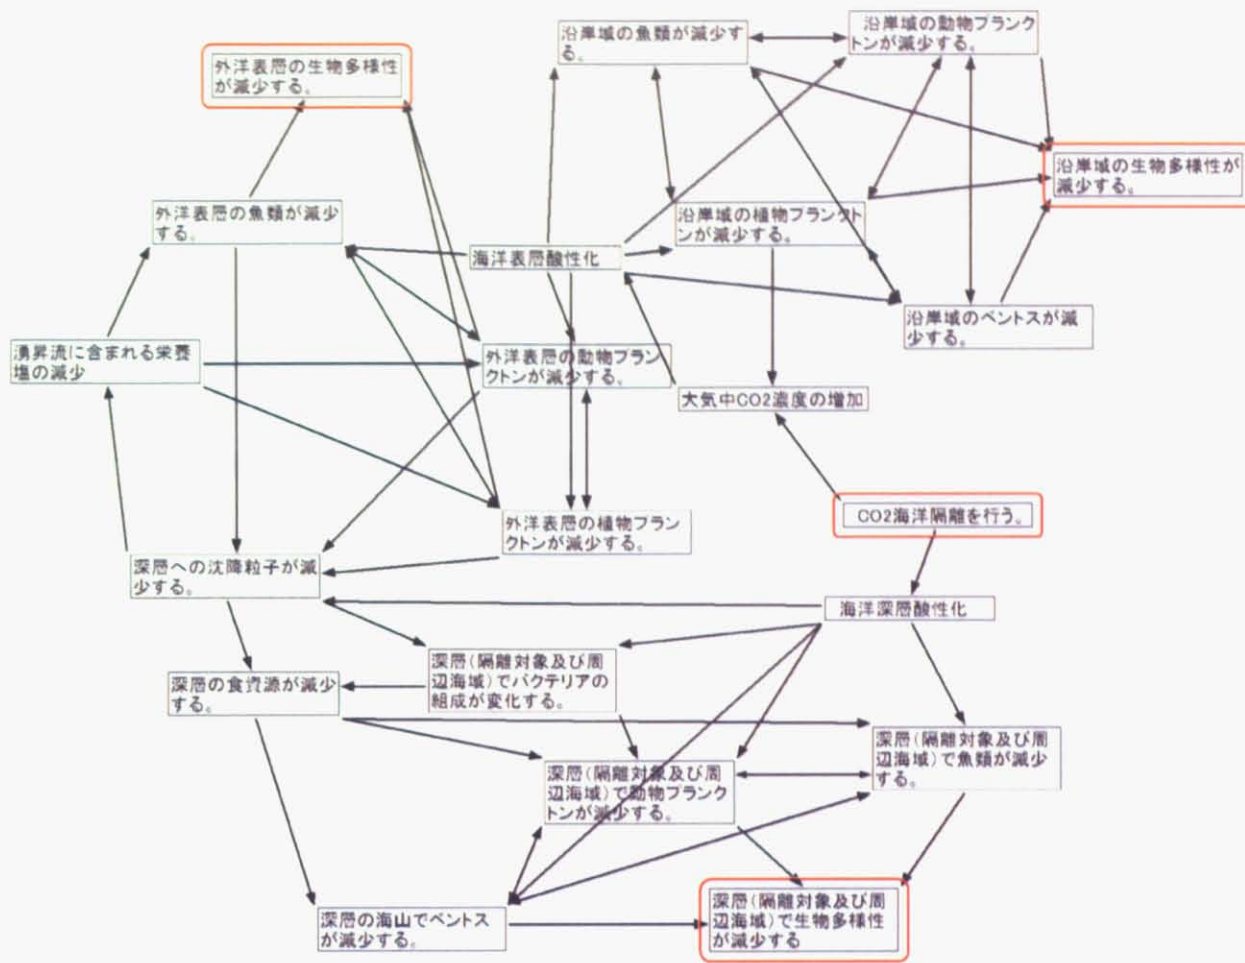 沿岸域の魚類が減少す
る。
沿岸域の動物プランク
トンが減少する。
外洋表層の生物多様性
が減少する。
沿岸域の生物多様性が
減少する。
外洋表層の魚類が減少
する。
沿岸域の植物プランクト
ンが減少する。
海洋表層酸性化
沿岸域のベントスが減
少する。
湧昇流に含まれる栄養
塩の減少
外洋表層の動物プラン
クトンが減少する。
大気中CO2濃度の増加
外洋表層の植物プラン
クトンが減少する。
CO2海洋隔離を行う。
深層への沈降粒子が減
少する。
海洋深層酸性化
深層(隔離対象及び周
辺海域)でバクテリアの
組成が変化する。
深層の食資源が減少
する。
深層(隔離対象及び周
辺海域)で魚類が減少
する。
深層(隔離対象及び周
辺海域)で動物プランク
トンが減少する。
深層の海山でベントス
が減少する。
深層(隔離対象及び周
辺海域)で生物多様性
が減少する